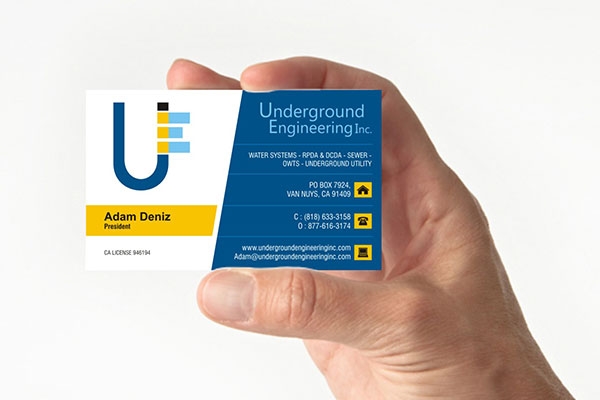 UE
Adam Deniz
President
CA LICENSE 946194
Underground
Engineering Inc.
WATER SYSTEMS - RPDA & DCDA - SEWER -
OWTS - UNDERGROUND UTILITY
PO BOX 7924,
VAN NUYS, CA 91409
C : (818) 633-3158
O : 877-616-3174
www.undergroundengineeringinc.com
Adam@undergroundengineeringinc.com